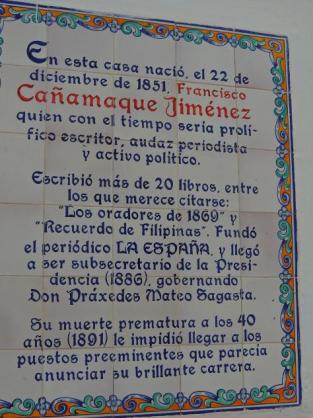 En esta casa nació, el 22 de
diciembre de 1851, Francisco
Cañamaque Jiménez
quien con el tiempo sería prolí-
fico escritor, audaz periodista
y activo político.
Escribió más de 20 libros, entre
los que merece citarse:
"Los oradores de 1869" y
"Recuerdo de Filipinas". Fundó
el periódico LA ESPAÑA, y llegó
a ser subsecretario de la Presi-
dencia (1886), gobernando
Don Práxedes Mateo Sagasta.
Su muerte prematura a los 40
años (1891) le impidió llegar a los
puestos preeminentes que parecía
anunciar su brillante carrera.